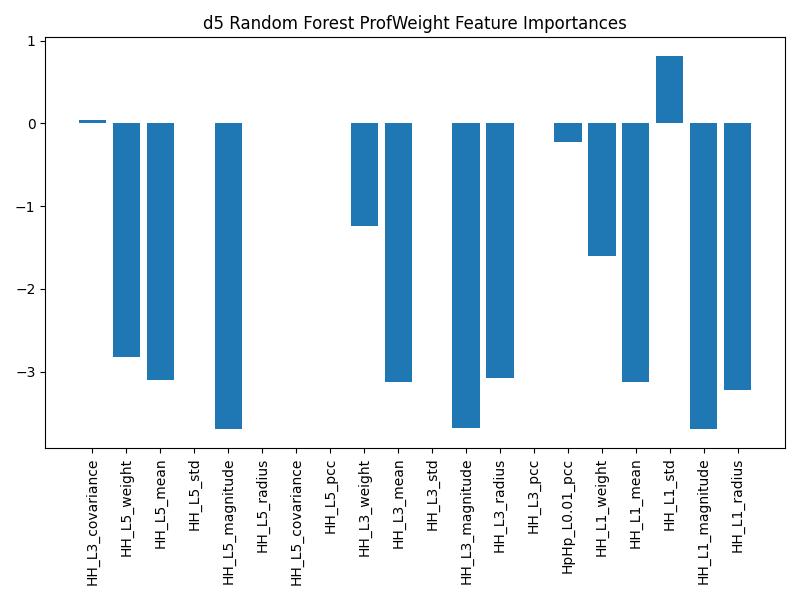 d5 Random Forest ProfWeight Feature Importances
1
0
−1
−2
−3
HH_L3_covariance
HH_L5_weight
HH_L5_mean
HH_L5_std
HH_L5_magnitude
HH_L5_radius
HH_L5_covariance
HH_L5_pcc
HH_L3_weight
HH_L3_mean
HH_L3_std
HH_L3_magnitude
HH_L3_radius
HH_L3_pcc
HpHp_L0.01_pcc
HH_L1_weight
HH_L1_mean
HH_L1_std
HH_L1_magnitude
HH_L1_radius